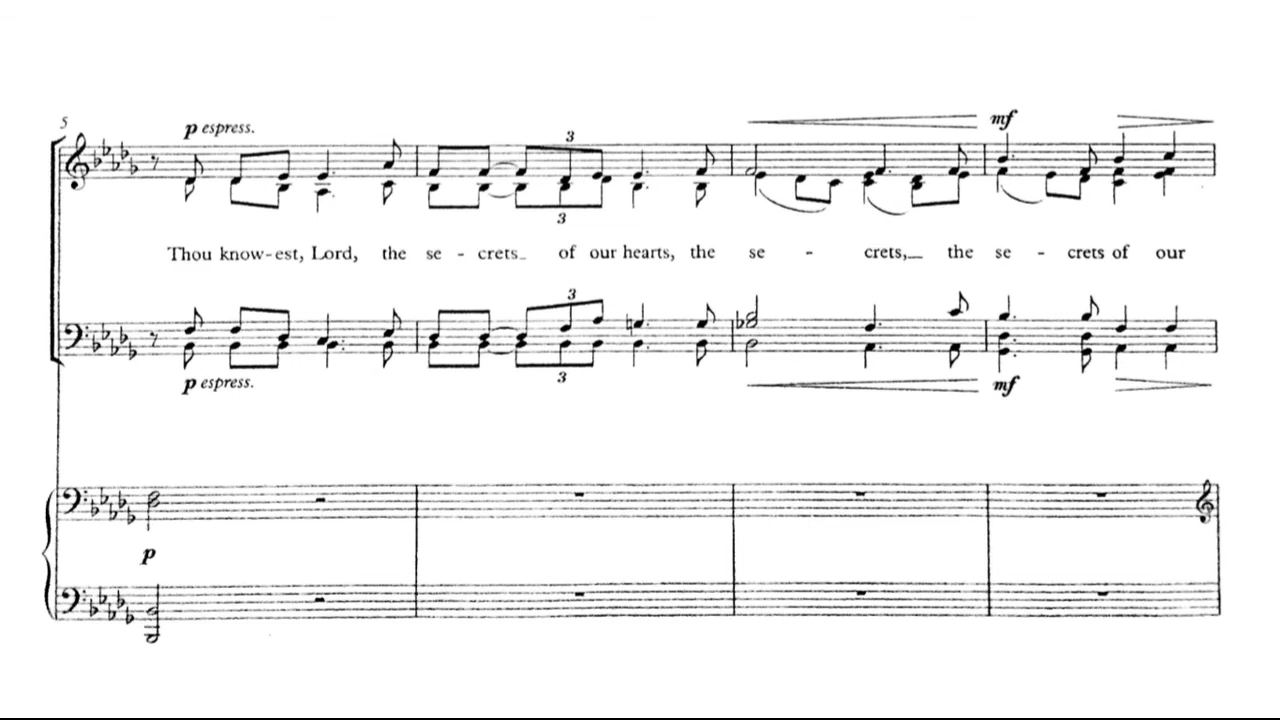 5
p espress.
3
3
mf
Thou know-est, Lord, the se - crets_ of our hearts, the se - crets,_ the se - crets of our
3
3
p espress.
mf
p